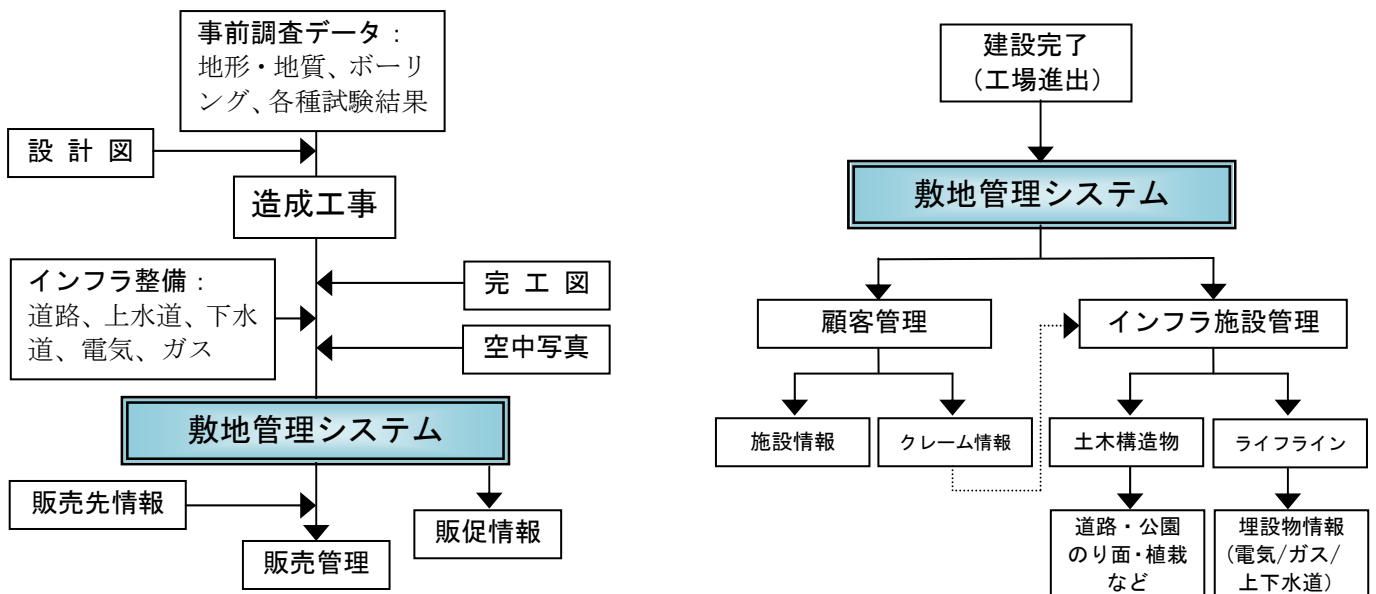 事前調査データ：
地形・地質、ボーリ
ング、各種試験結果
設 計 図
造成工事
インフラ整備：
道路、上水道、下水
道、電気、ガス
完 工 図
空中写真
敷地管理システム
販売先情報
販促情報
販売管理
建設完了
（工場進出）
敷地管理システム
顧客管理
インフラ施設管理
施設情報
クレーム情報
土木構造物
ライフライン
道路・公園
のり面・植栽
など
埋設物情報
(電気/ガス/
上下水道)